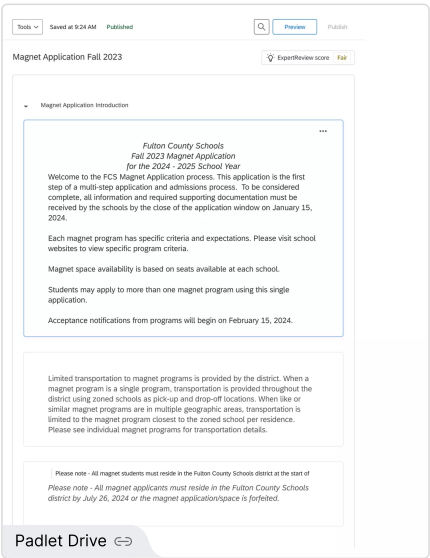 Tools
Saved at 9:24 AM
Published
Preview
Publish
Magnet Application Fall 2023
ExpertReview score
Fair
Magnet Application Introduction
Fulton County Schools
Fall 2023 Magnet Application
for the 2024 - 2025 School Year
Welcome to the FCS Magnet Application process. This application is the first
step of a multi-step application and admissions process. To be considered
complete, all information and required supporting documentation must be
received by the schools by the close of the application window on January 15,
2024.
Each magnet program has specific criteria and expectations. Please visit school
websites to view specific program criteria.
Magnet space availability is based on seats available at each school.
Students may apply to more than one magnet program using this single
application.
Acceptance notifications from programs will begin on February 15, 2024.
Limited transportation to magnet programs is provided by the district. When a
magnet program is a single program, transportation is provided throughout the
district using zoned schools as pick-up and drop-off locations. When like or
similar magnet programs are in multiple geographic areas, transportation is
limited to the magnet program closest to the zoned school per residence.
Please see individual magnet programs for transportation details.
Please note - All magnet students must reside in the Fulton County Schools district at the start of
Please note - All magnet applicants must reside in the Fulton County Schools
district by July 26, 2024 or the magnet application/space is forfeited.
Padlet Drive